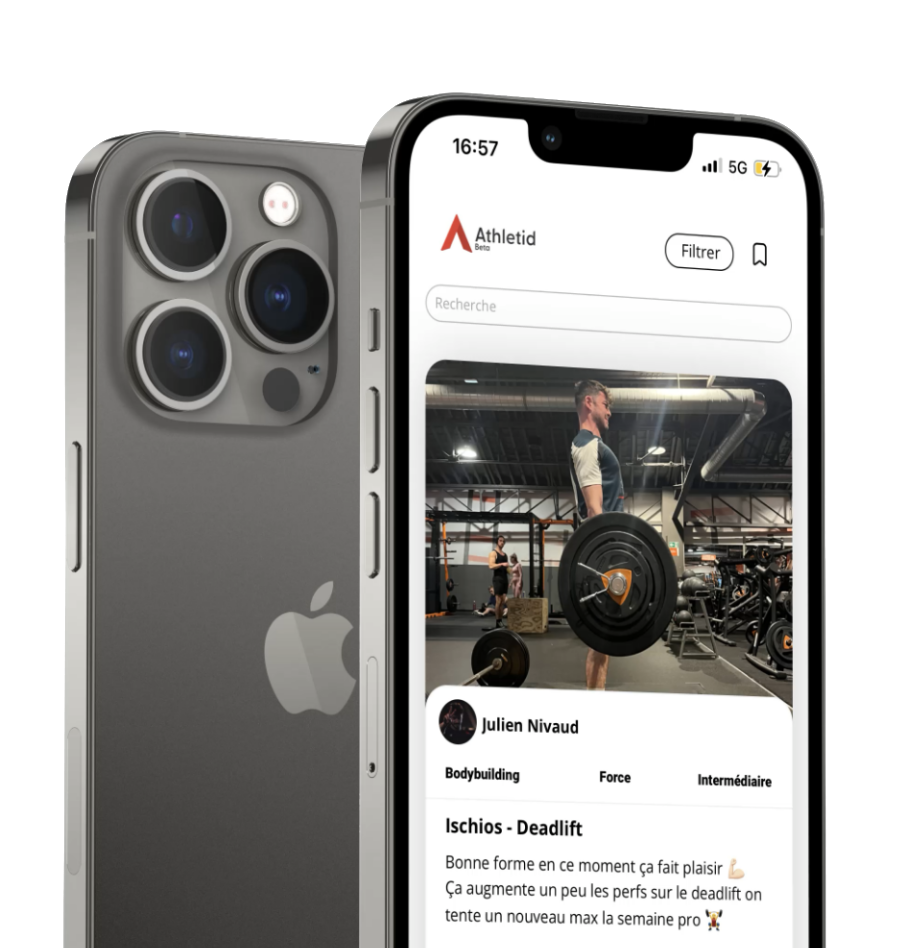 16:57
5G
Athletid
Beta
Filtrer
Recherche
Julien Nivaud
Bodybuilding
Force
Intermédiaire
Ischios - Deadlift
Bonne forme en ce moment ça fait plaisir 💪🏻
Ça augmente un peu les perfs sur le deadlift on
tente un nouveau max la semaine pro 🏋️